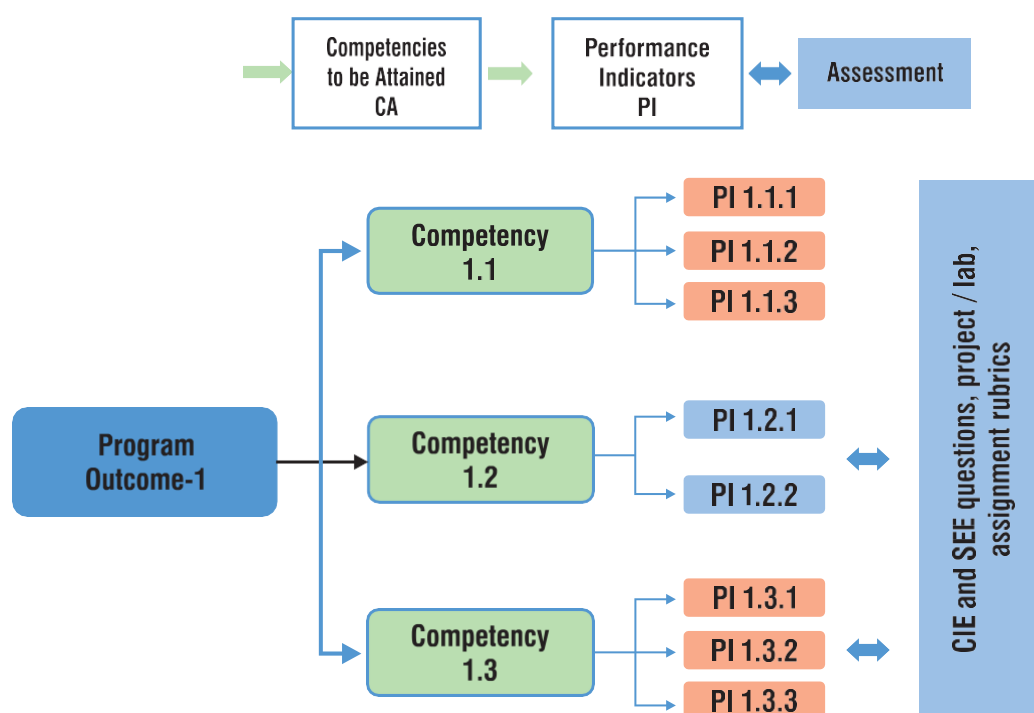 Competencies
to be Attained
CA
Performance
Indicators
PI
Assessment
Program
Outcome-1
Competency
1.1
PI 1.1.1
PI 1.1.2
PI 1.1.3
Competency
1.2
PI 1.2.1
PI 1.2.2
Competency
1.3
PI 1.3.1
PI 1.3.2
PI 1.3.3
CIE and SEE questions, project / lab,
assignment rubrics